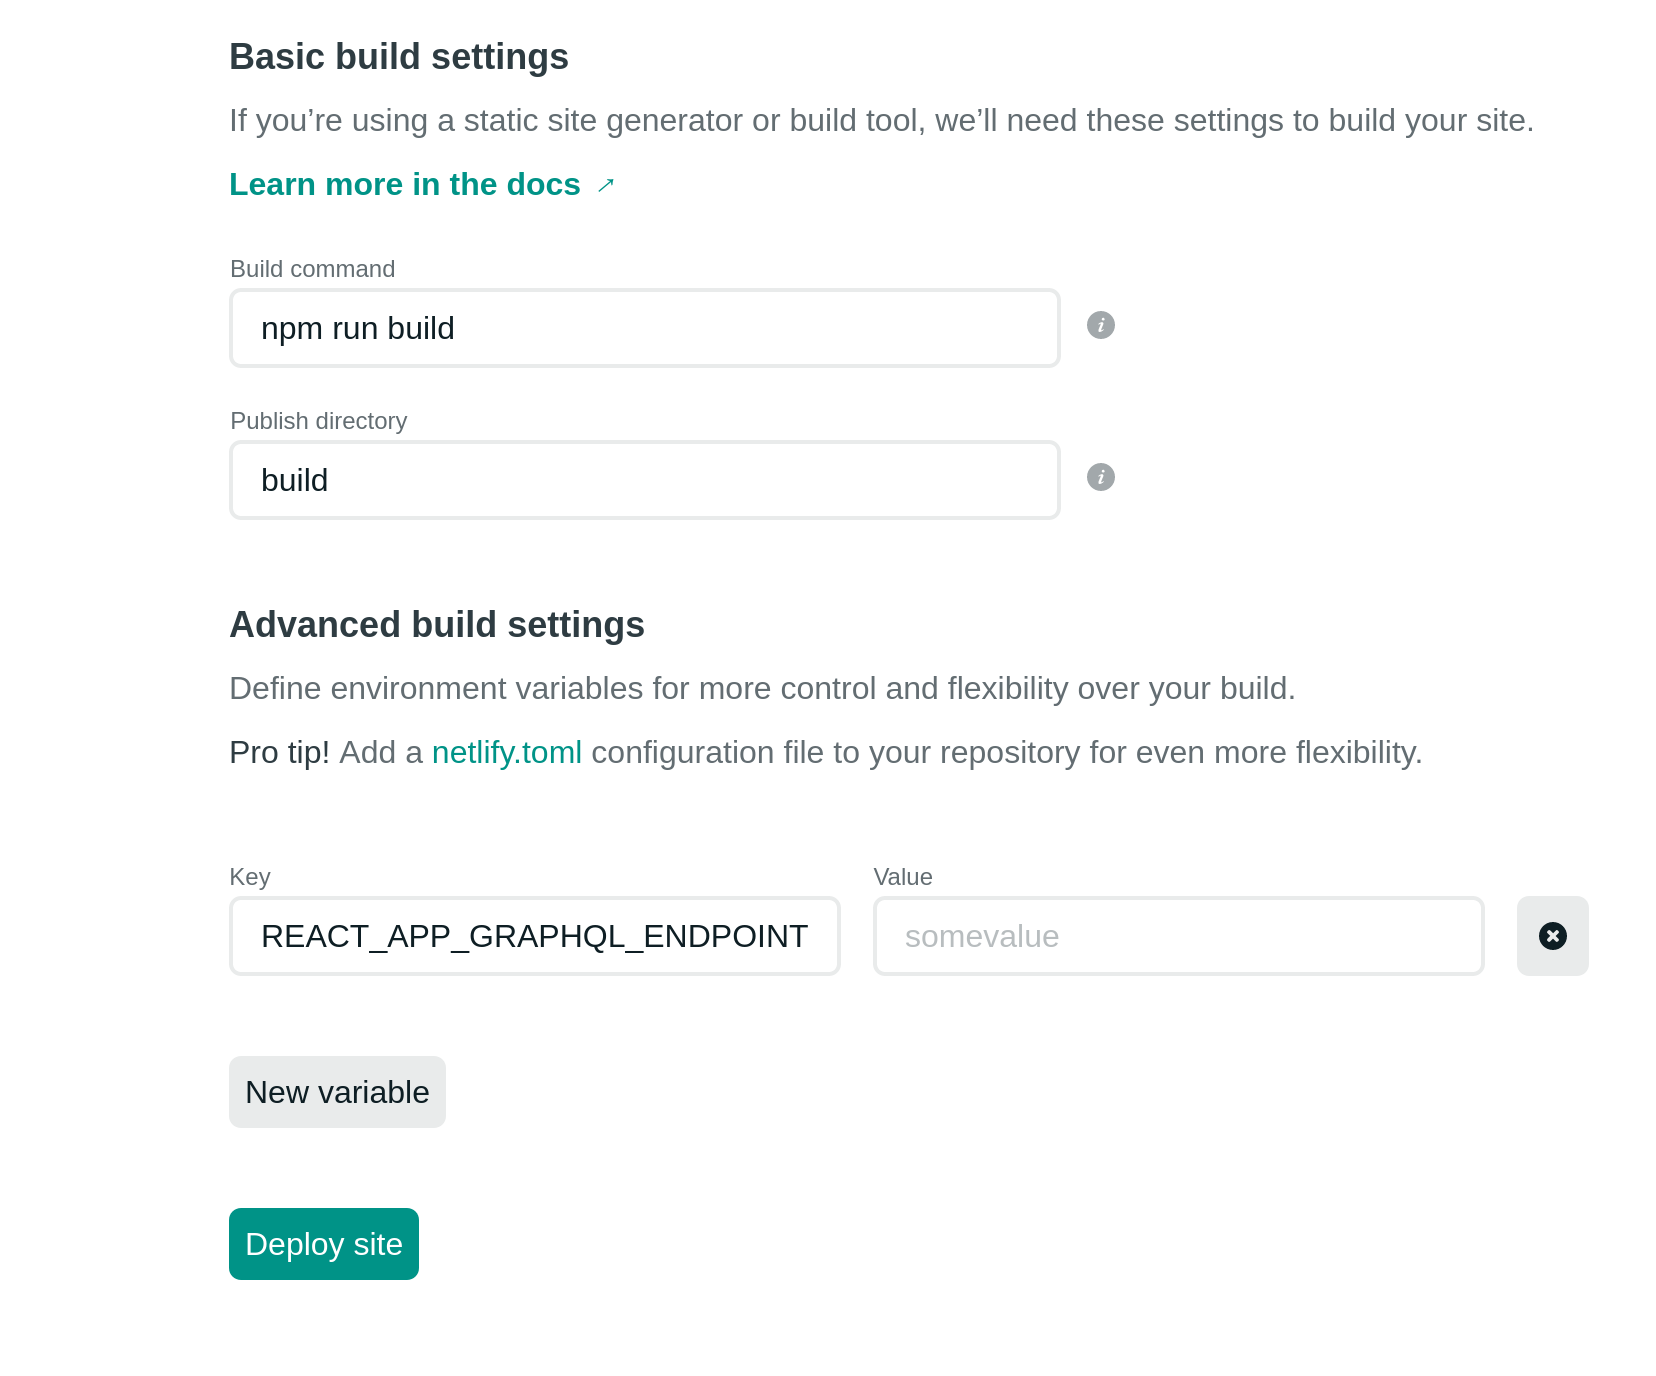 Basic build settings
If you’re using a static site generator or build tool, we’ll need these settings to build your site.
Learn more in the docs ↗
Build command
npm run build
Publish directory
build
Advanced build settings
Define environment variables for more control and flexibility over your build.
Pro tip! Add a netlify.toml configuration file to your repository for even more flexibility.
Key Value
REACT_APP_GRAPHQL_ENDPOINT somevalue
New variable
Deploy site